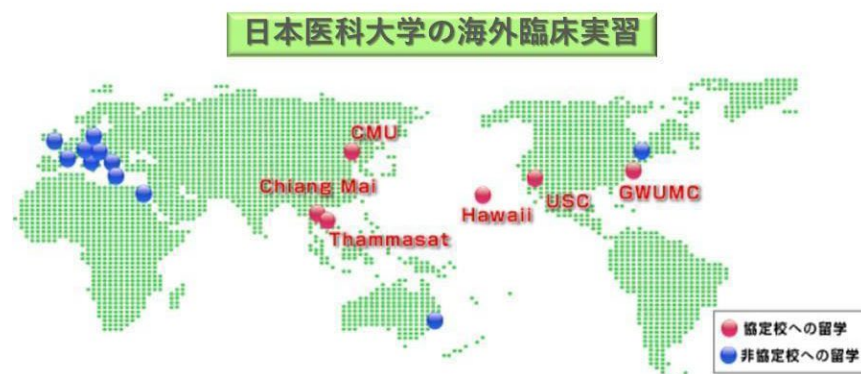 日本医科大学の海外臨床実習
CMU
Chiang Mai
Thammasat
Hawaii
USC
GWUMC
協定校への留学
非協定校への留学